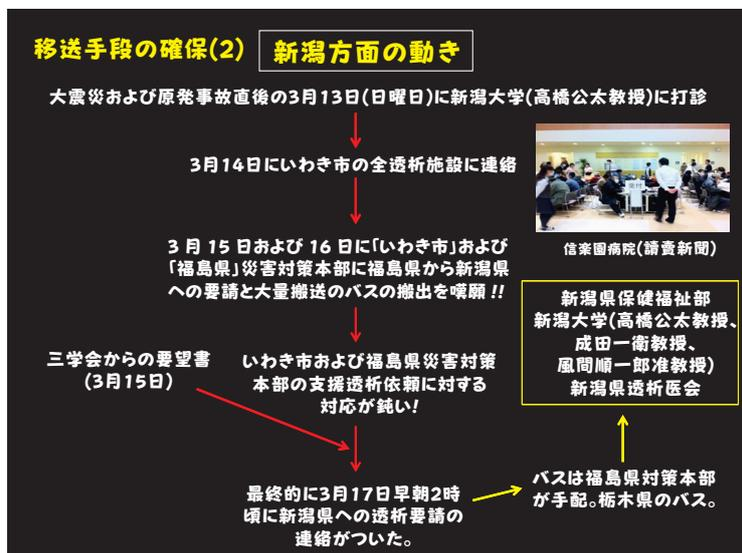 移送手段の確保(2)
新潟方面の動き
大震災および原発事故直後の3月13日(日曜日)に新潟大学(高橋公太教授)に打診
3月14日にいわき市の全透析施設に連絡
受付
信楽園病院(読賣新聞)
3月15日および16日に「いわき市」および
「福島県」災害対策本部に福島県から新潟県
への要請と大量搬送のバスの搬出を嘆願!!
新潟県保健福祉部
新潟大学(高橋公太教授、
成田一衛教授、
風間順一郎准教授)
新潟県透析医会
三学会からの要望書
(3月15日)
いわき市および福島県災害対策
本部の支援透析依頼に対する
対応が鈍い!
最終的に3月17日早朝2時
頃に新潟県への透析要請の
連絡がついた。
バスは福島県対策本部
が手配。栃木県のバス。